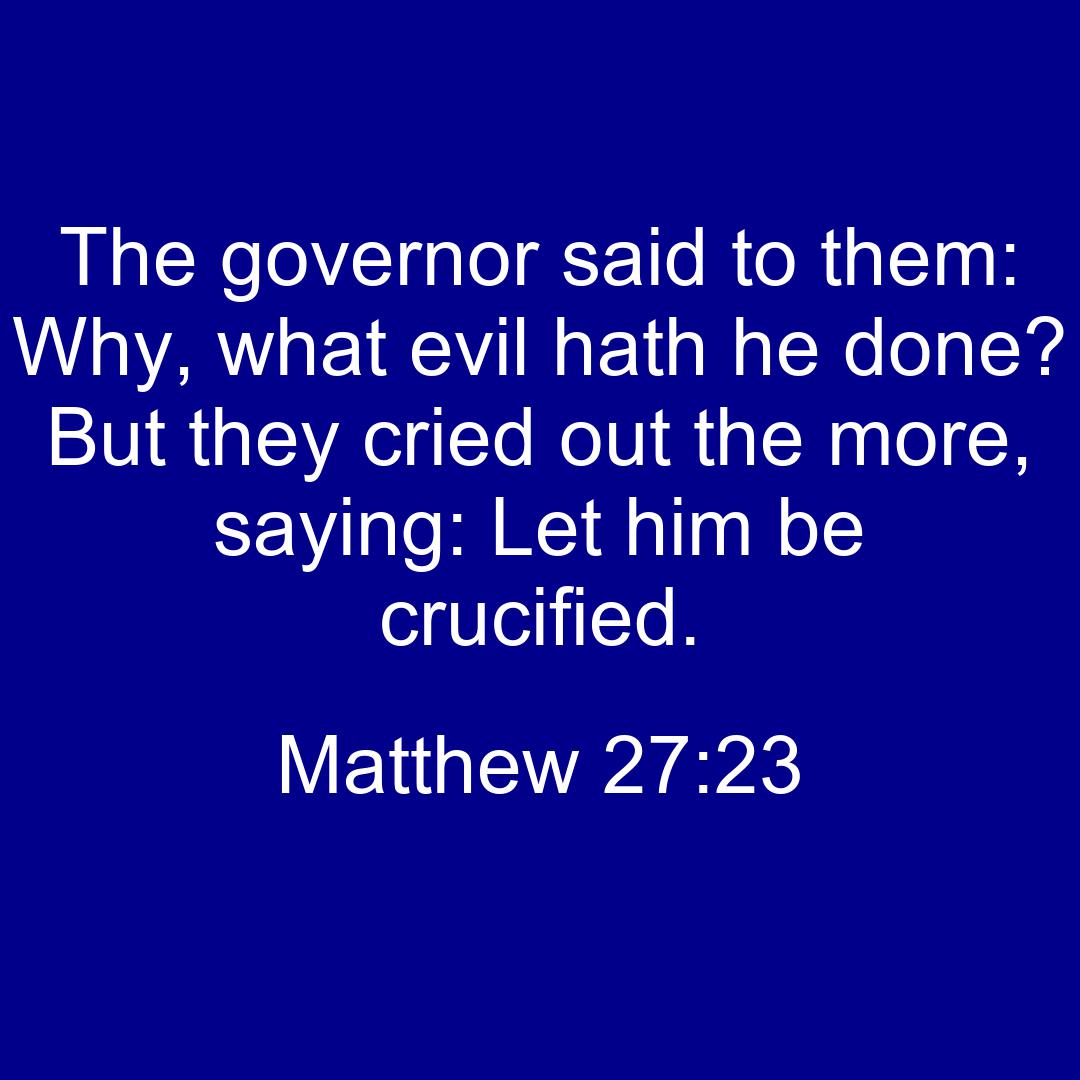 The governor said to them:
Why, what evil hath he done?
But they cried out the more,
saying: Let him be
crucified.
Matthew 27:23